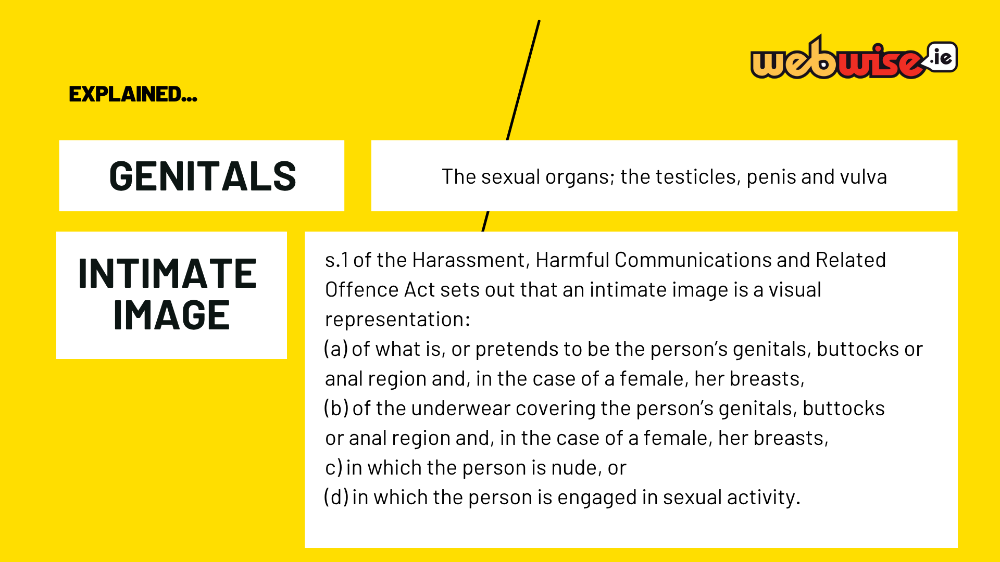 webwise.ie
EXPLAINED...
GENITALS
The sexual organs; the testicles, penis and vulva
INTIMATE
IMAGE
s.1 of the Harassment, Harmful Communications and Related
Offence Act sets out that an intimate image is a visual
representation:
(a) of what is, or pretends to be the person’s genitals, buttocks or
anal region and, in the case of a female, her breasts,
(b) of the underwear covering the person’s genitals, buttocks
or anal region and, in the case of a female, her breasts,
c) in which the person is nude, or
(d) in which the person is engaged in sexual activity.